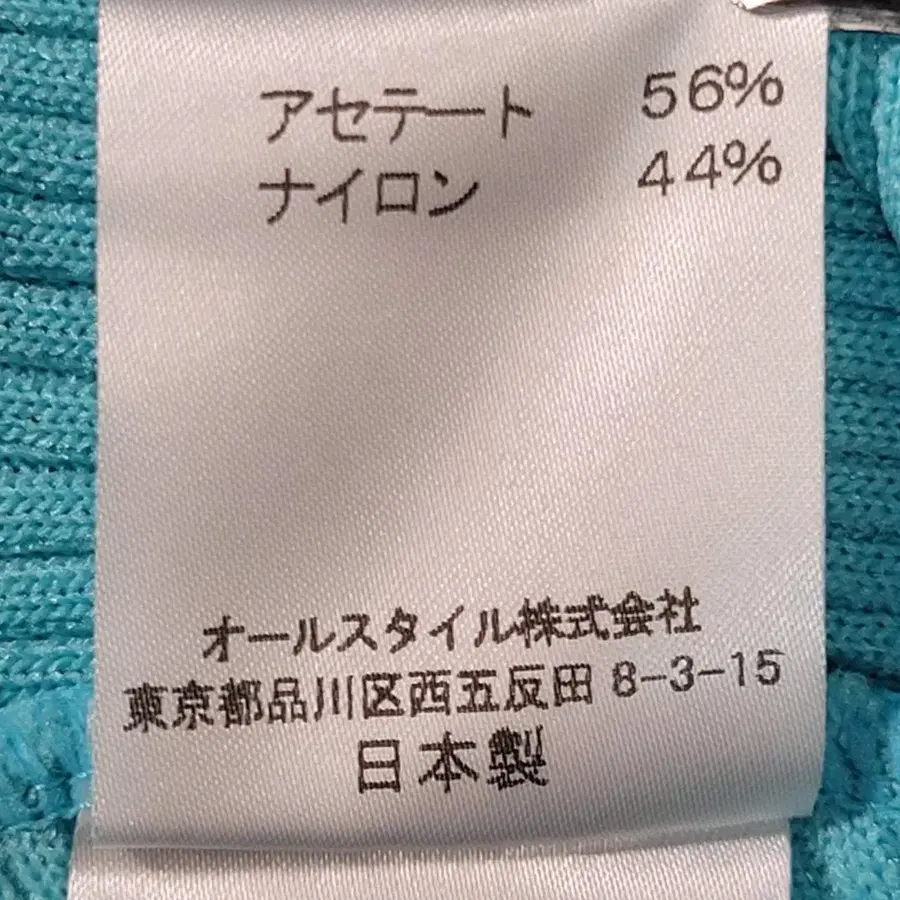 アセテート 56%
ナイロン 44%
オールスタイル株式会社
東京都品川区西五反田 8-3-15
日本製